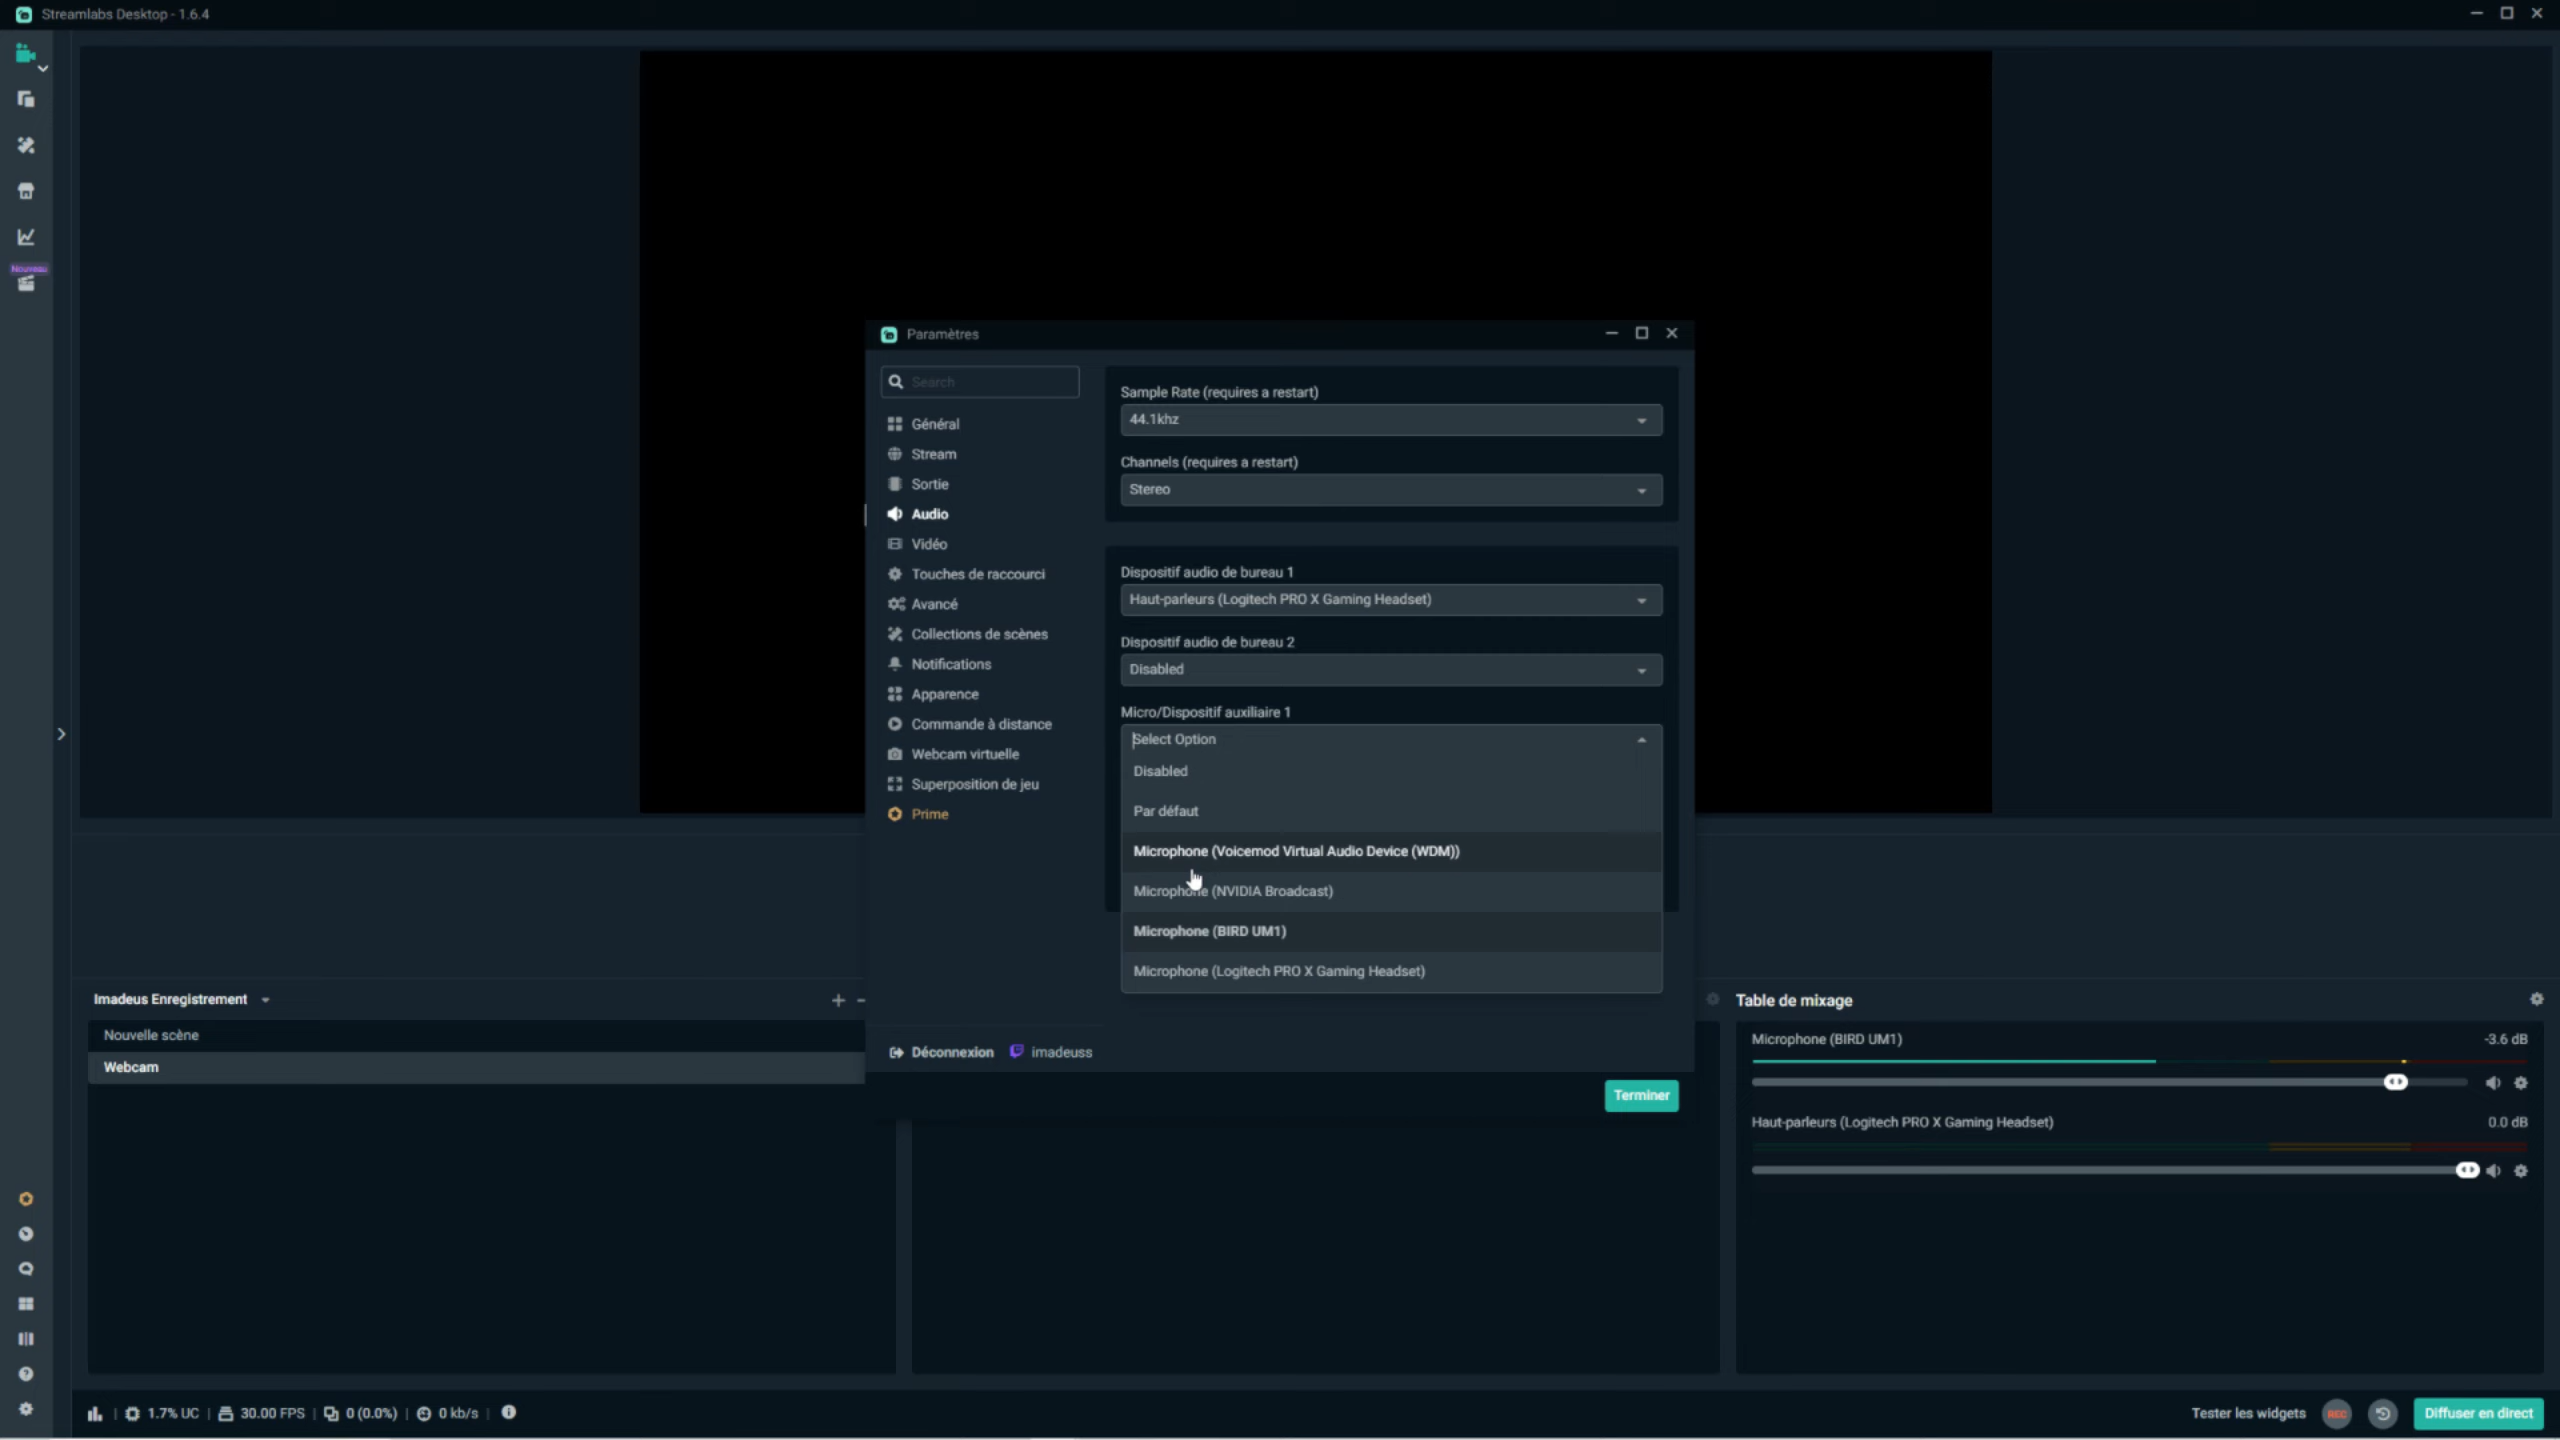 Streamlabs Desktop - 1.6.4
Nouveau
Paramètres
Search
Général
Stream
Sortie
Audio
Vidéo
Touches de raccourci
Avancé
Collections de scènes
Notifications
Apparence
Commande à distance
Webcam virtuelle
Superposition de jeu
Prime
Déconnexion imadeuss
Sample Rate (requires a restart)
44.1khz
Channels (requires a restart)
Stereo
Dispositif audio de bureau 1
Haut-parleurs (Logitech PRO X Gaming Headset)
Dispositif audio de bureau 2
Disabled
Micro/Dispositif auxiliaire 1
Select Option
Disabled
Par défaut
Microphone (Voicemod Virtual Audio Device (WDM))
Microphone (NVIDIA Broadcast)
Microphone (BIRD UM1)
Microphone (Logitech PRO X Gaming Headset)
Terminer
Imadeus Enregistrement
Nouvelle scène
Webcam
Table de mixage
Microphone (BIRD UM1) -3.6 dB
Haut-parleurs (Logitech PRO X Gaming Headset) 0.0 dB
1.7% UC | 30.00 FPS | 0 (0.0%) | 0 kb/s |
Tester les widgets REC Diffuser en direct